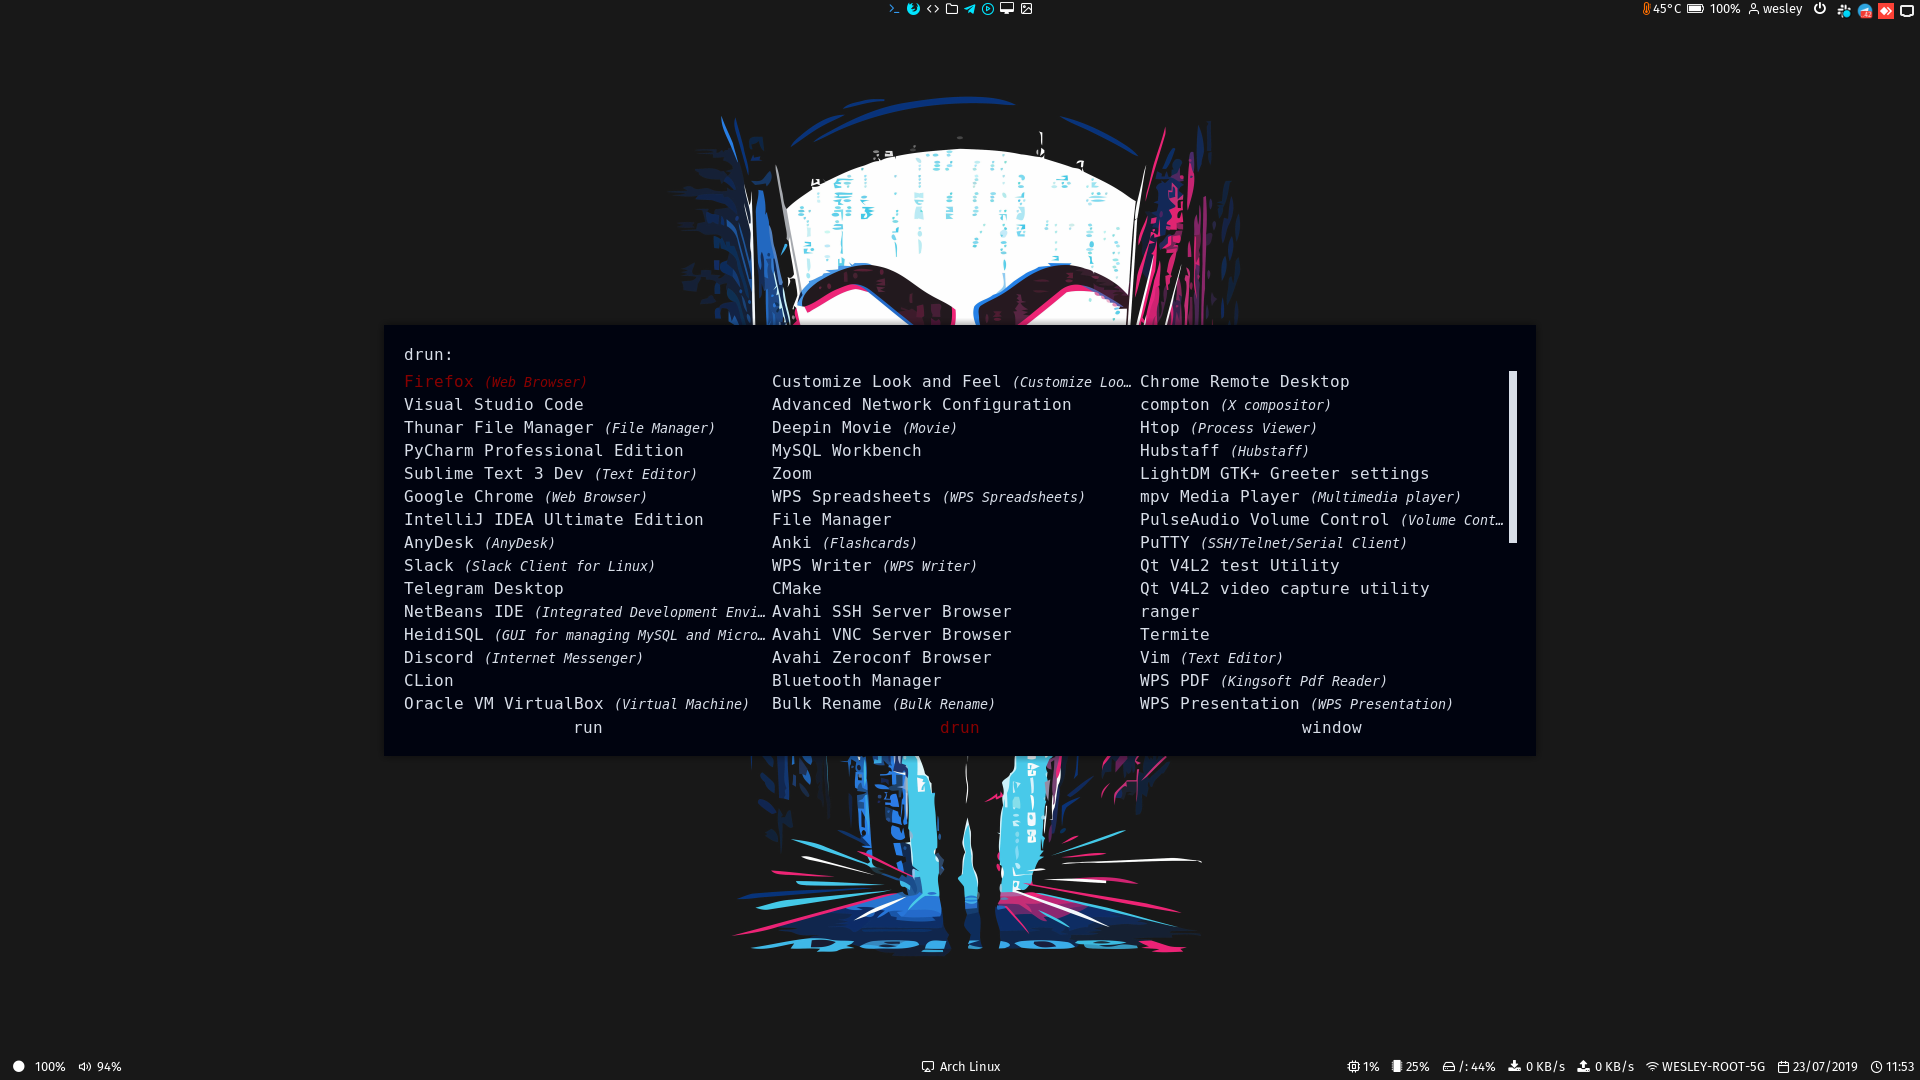 45°C 100% wesley
drun:
Firefox (Web Browser)
Visual Studio Code
Thunar File Manager (File Manager)
PyCharm Professional Edition
Sublime Text 3 Dev (Text Editor)
Google Chrome (Web Browser)
IntelliJ IDEA Ultimate Edition
AnyDesk (AnyDesk)
Slack (Slack Client for Linux)
Telegram Desktop
NetBeans IDE (Integrated Development Envi…
HeidiSQL (GUI for managing MySQL and Micro…
Discord (Internet Messenger)
CLion
Oracle VM VirtualBox (Virtual Machine)
Customize Look and Feel (Customize Loo…
Advanced Network Configuration
Deepin Movie (Movie)
MySQL Workbench
Zoom
WPS Spreadsheets (WPS Spreadsheets)
File Manager
Anki (Flashcards)
WPS Writer (WPS Writer)
CMake
Avahi SSH Server Browser
Avahi VNC Server Browser
Avahi Zeroconf Browser
Bluetooth Manager
Bulk Rename (Bulk Rename)
Chrome Remote Desktop
compton (X compositor)
Htop (Process Viewer)
Hubstaff (Hubstaff)
LightDM GTK+ Greeter settings
mpv Media Player (Multimedia player)
PulseAudio Volume Control (Volume Cont…
PuTTY (SSH/Telnet/Serial Client)
Qt V4L2 test Utility
Qt V4L2 video capture utility
ranger
Termite
Vim (Text Editor)
WPS PDF (Kingsoft Pdf Reader)
WPS Presentation (WPS Presentation)
run drun window
100% 94% Arch Linux 1% 25% /: 44% 0 KB/s 0 KB/s WESLEY-ROOT-5G 23/07/2019 11:53